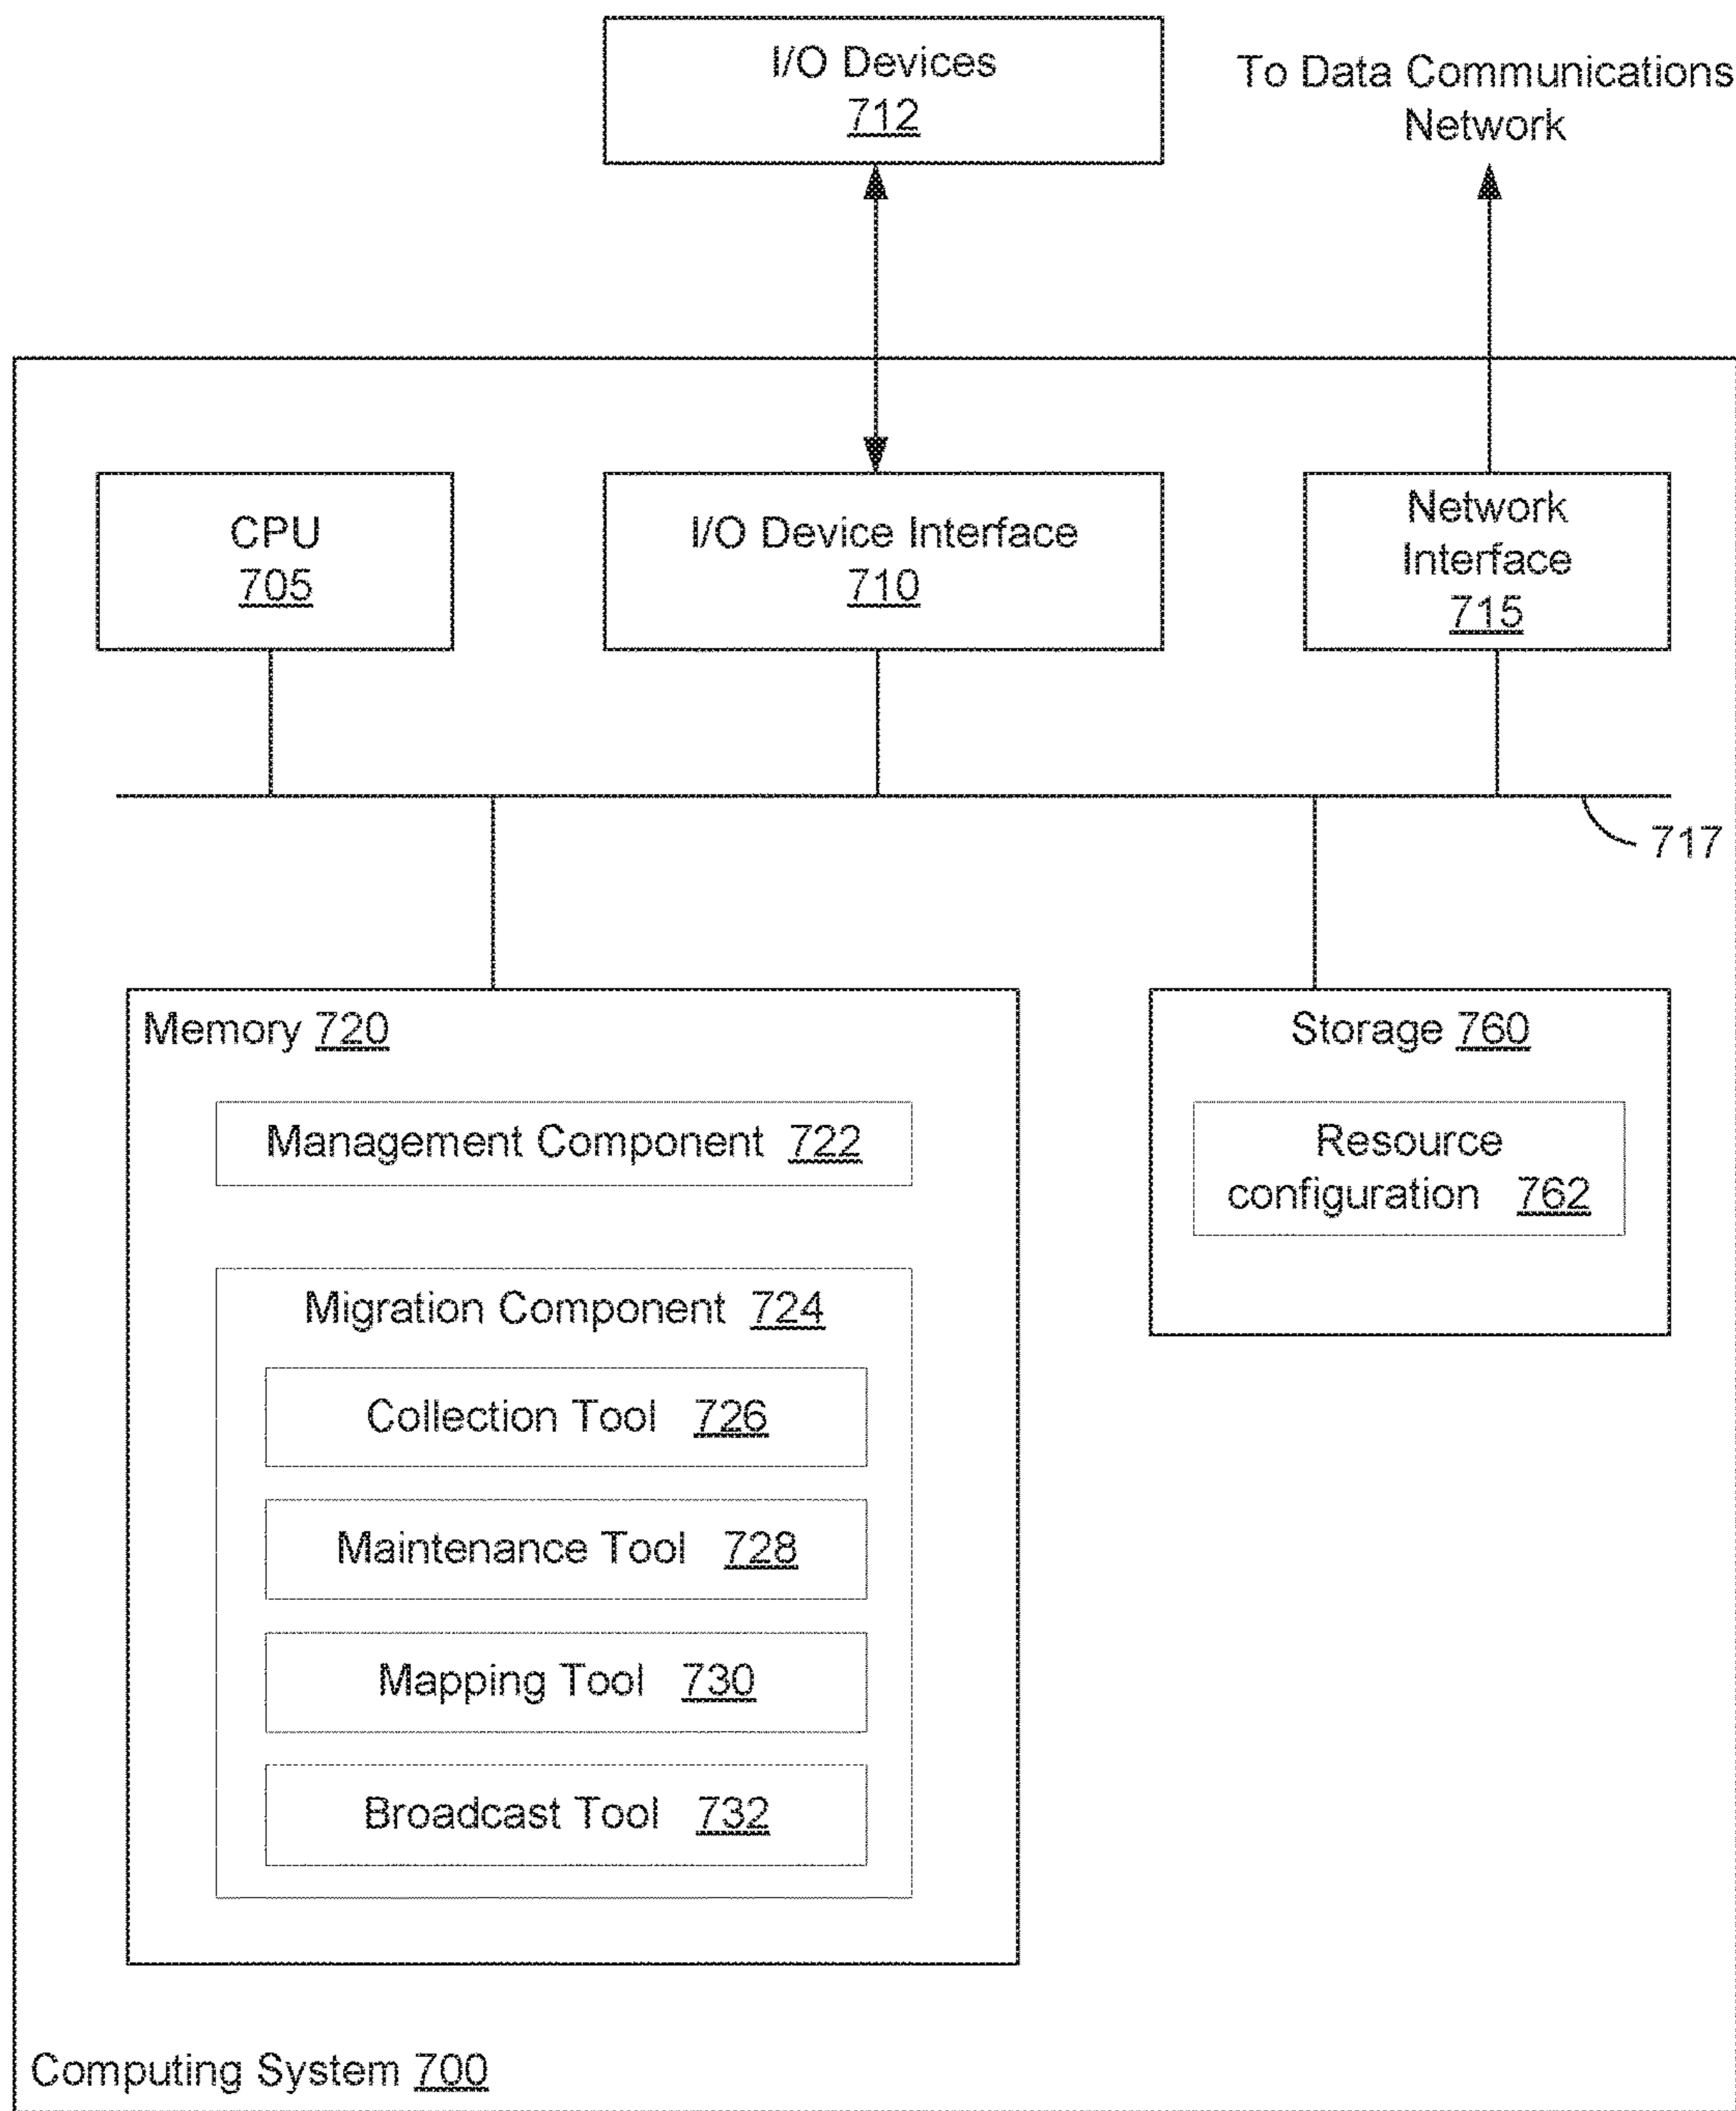 I/O Devices
712
To Data Communications
Network
CPU
705
I/O Device Interface
710
Network
Interface
715
717
Memory 720
Management Component 722
Migration Component 724
Collection Tool 726
Maintenance Tool 728
Mapping Tool 730
Broadcast Tool 732
Storage 760
Resource
configuration 762
Computing System 700